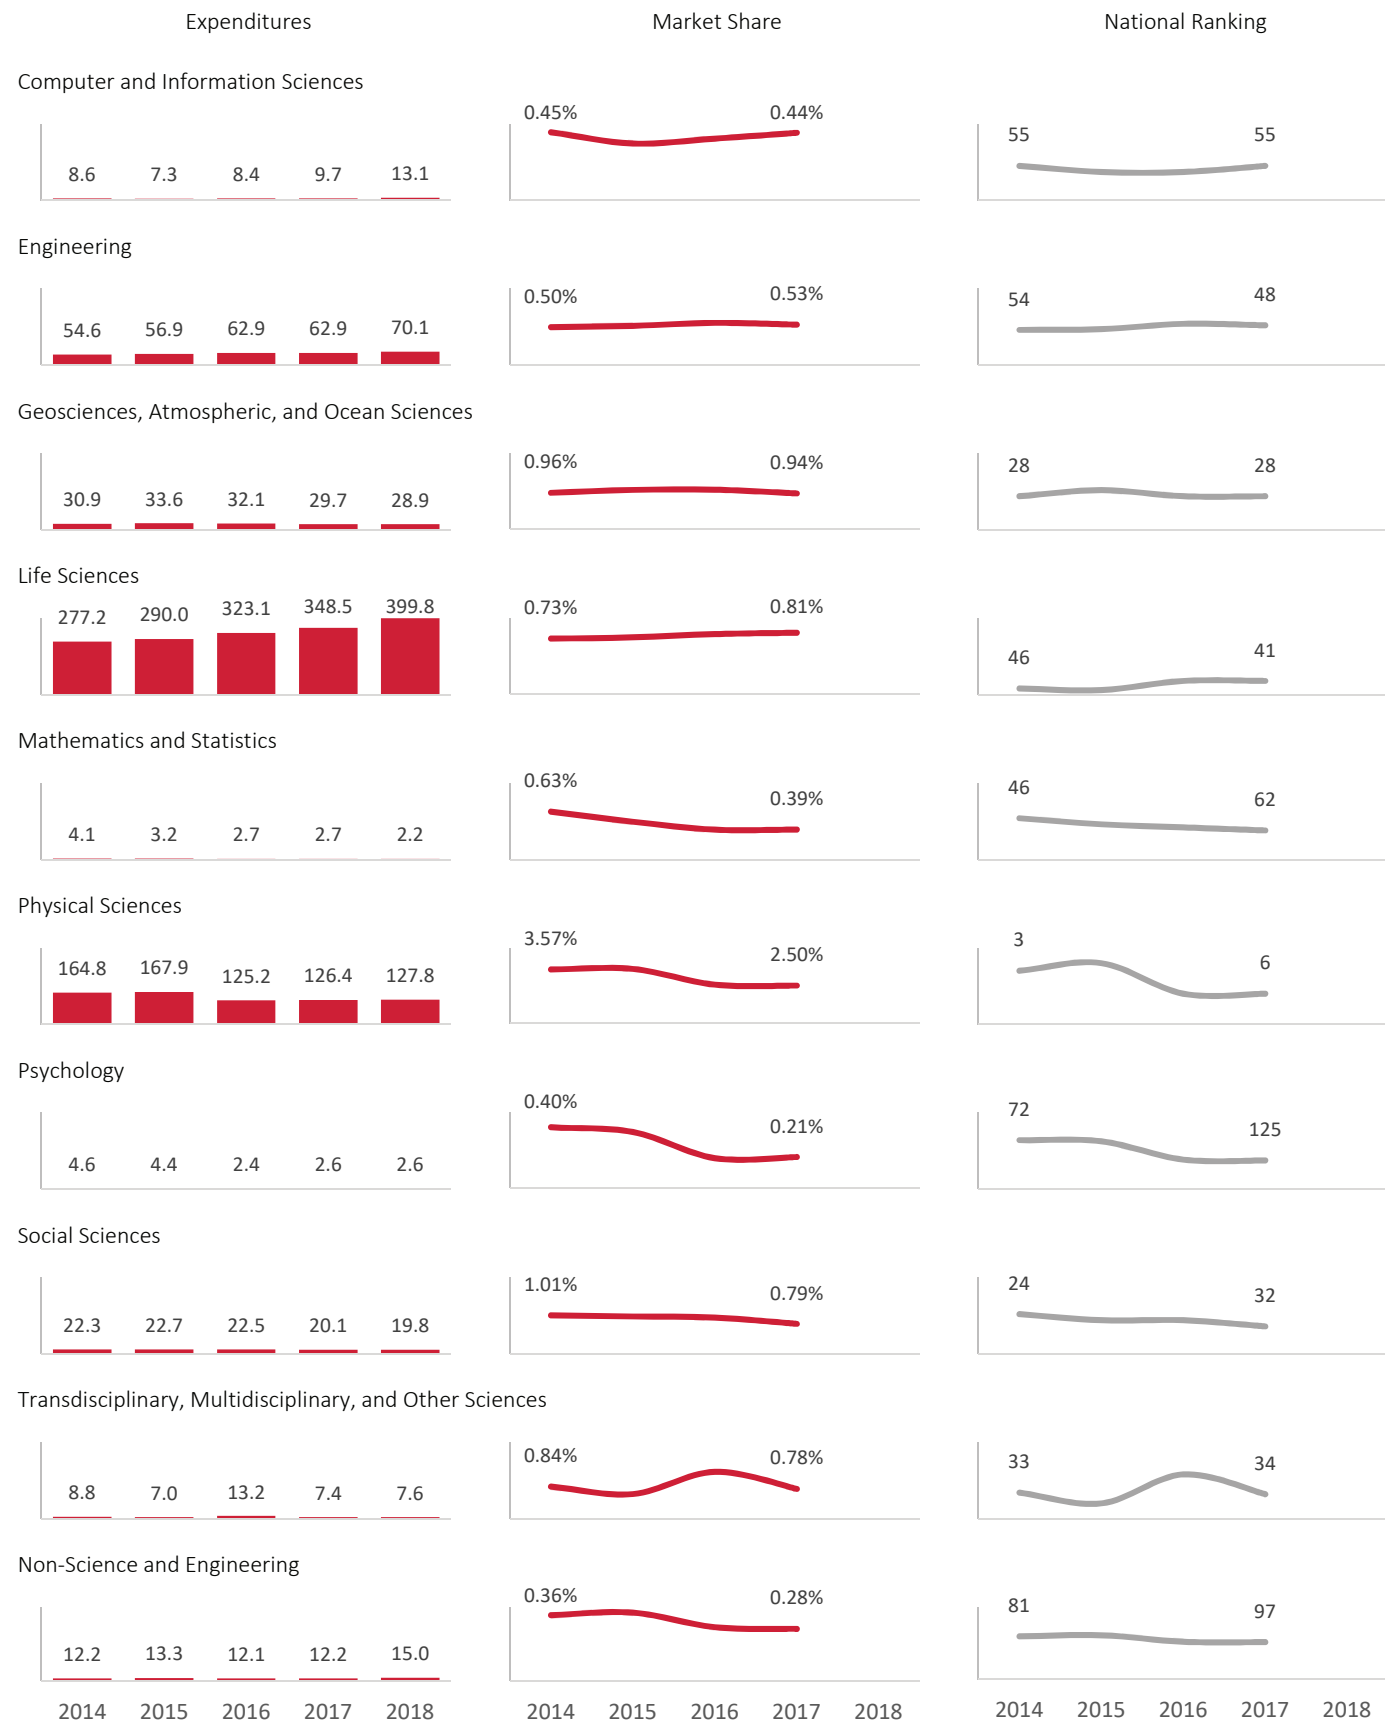 Expenditures Market Share National Ranking
Computer and Information Sciences
8.6 7.3 8.4 9.7 13.1
0.45% 0.44%
55 55
Engineering
54.6 56.9 62.9 62.9 70.1
0.50% 0.53%
54 48
Geosciences, Atmospheric, and Ocean Sciences
30.9 33.6 32.1 29.7 28.9
0.96% 0.94%
28 28
Life Sciences
277.2 290.0 323.1 348.5 399.8
0.73% 0.81%
46 41
Mathematics and Statistics
4.1 3.2 2.7 2.7 2.2
0.63% 0.39%
46 62
Physical Sciences
164.8 167.9 125.2 126.4 127.8
3.57% 2.50%
3 6
Psychology
4.6 4.4 2.4 2.6 2.6
0.40% 0.21%
72 125
Social Sciences
22.3 22.7 22.5 20.1 19.8
1.01% 0.79%
24 32
Transdisciplinary, Multidisciplinary, and Other Sciences
8.8 7.0 13.2 7.4 7.6
0.84% 0.78%
33 34
Non-Science and Engineering
12.2 13.3 12.1 12.2 15.0
0.36% 0.28%
81 97
2014 2015 2016 2017 2018 2014 2015 2016 2017 2018 2014 2015 2016 2017 2018